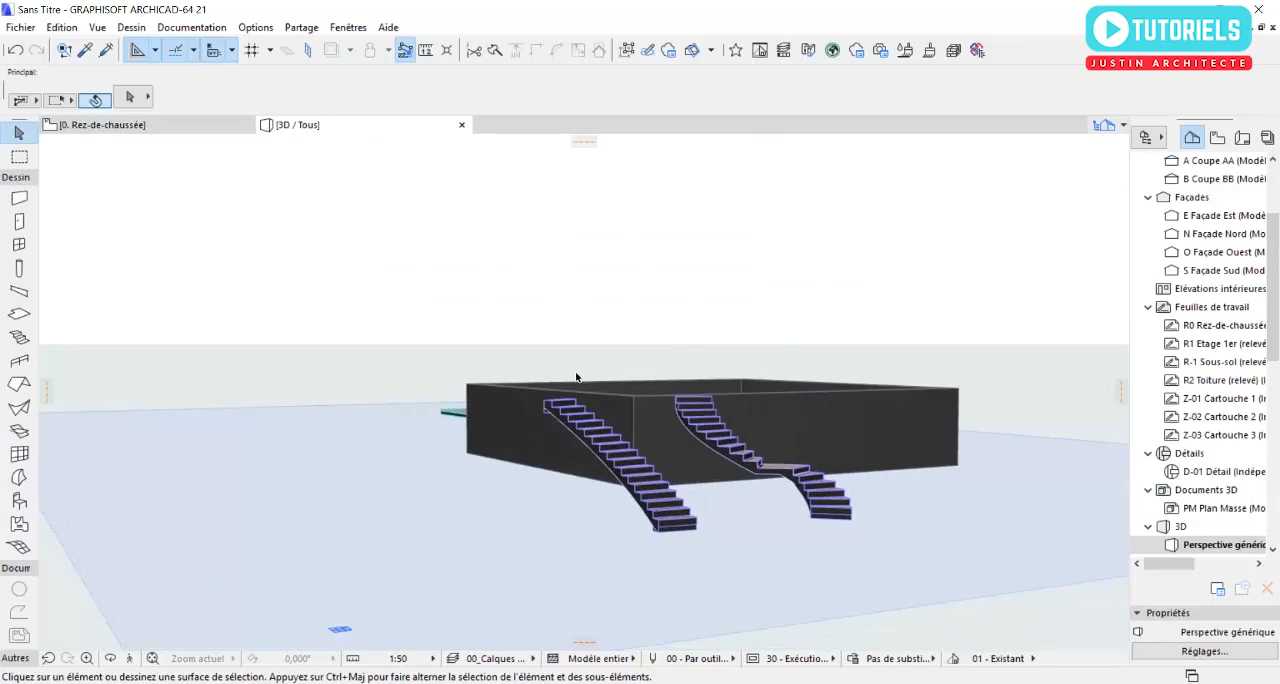 Sans Titre - GRAPHISOFT ARCHICAD-64 21
Fichier Edition Vue Dessin Documentation Options Partage Fenêtres Aide
TUTORIELS
JUSTIN ARCHITECTE
Principal:
[0. Rez-de-chaussée]
[3D / Tous]
Dessin
A Coupe AA (Modèl
B Coupe BB (Modèl
Façades
E Façade Est (Modè
N Façade Nord (Mo
O Façade Ouest (M
S Façade Sud (Mod
Elévations intérieures
Feuilles de travail
R0 Rez-de-chaussée
R1 Etage 1er (relevé
R-1 Sous-sol (relevé
R2 Toiture (relevé) (I
Z-01 Cartouche 1 (I
Z-02 Cartouche 2 (I
Z-03 Cartouche 3 (I
Détails
D-01 Détail (Indépe
Documents 3D
PM Plan Masse (Mod
3D
Perspective génériq
Docum
Propriétés
Perspective générique
Réglages...
Autres
Zoom actuel
0,000°
1:50
00_Calques ...
Modèle entier
00 - Par outil...
30 - Exécutio...
Pas de substi...
01 - Existant
Cliquez sur un élément ou dessinez une surface de sélection. Appuyez sur Ctrl+Maj pour faire alterner la sélection de l'élément et des sous-éléments.